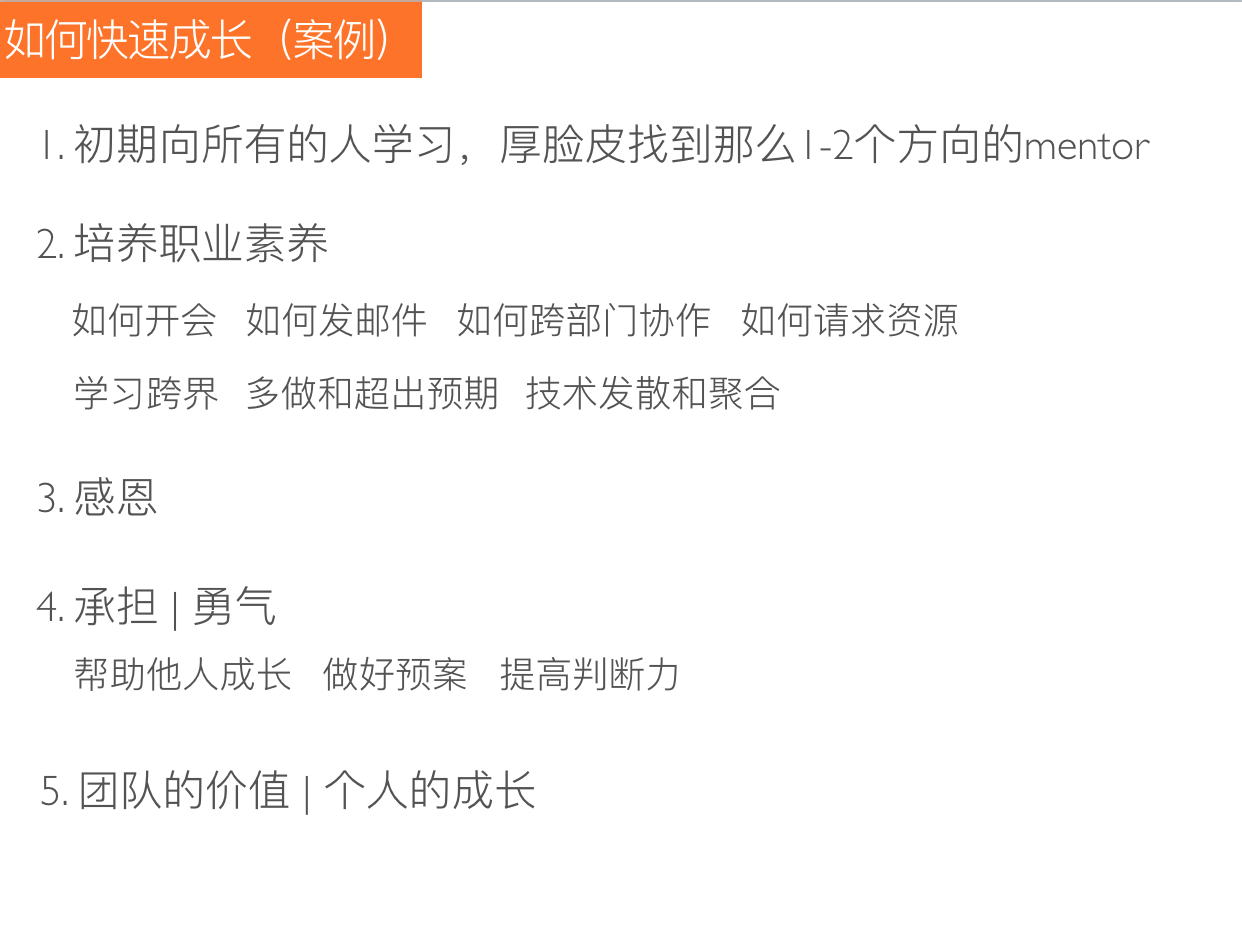 如何快速成长（案例）
1. 初期向所有的人学习，厚脸皮找到那么1-2个方向的mentor
2. 培养职业素养
如何开会 如何发邮件 如何跨部门协作 如何请求资源
学习跨界 多做和超出预期 技术发散和聚合
3. 感恩
4. 承担 | 勇气
帮助他人成长 做好预案 提高判断力
5. 团队的价值 | 个人的成长